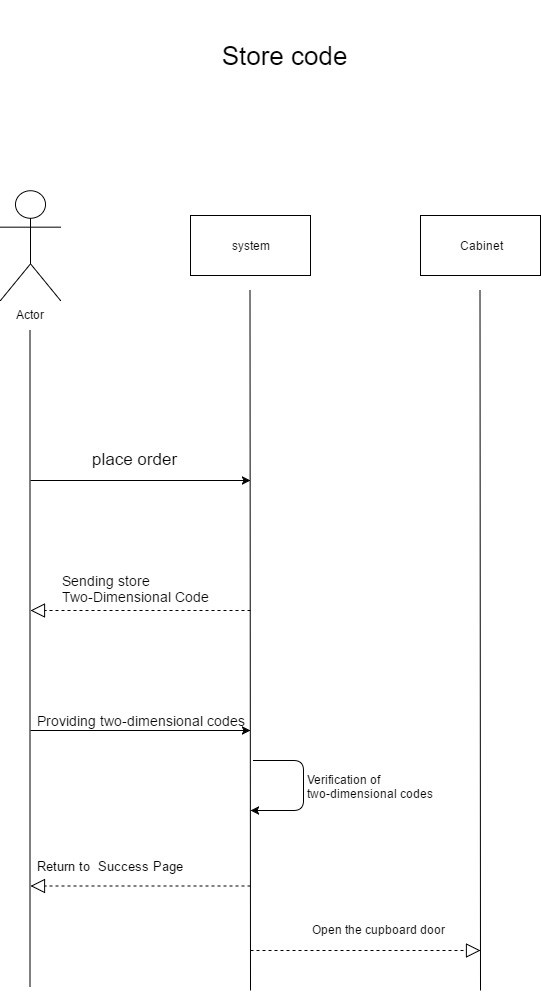 Store code
system
Cabinet
Actor
place order
Sending store
Two-Dimensional Code
Providing two-dimensional codes
Verification of
two-dimensional codes
Return to  Success Page
Open the cupboard door